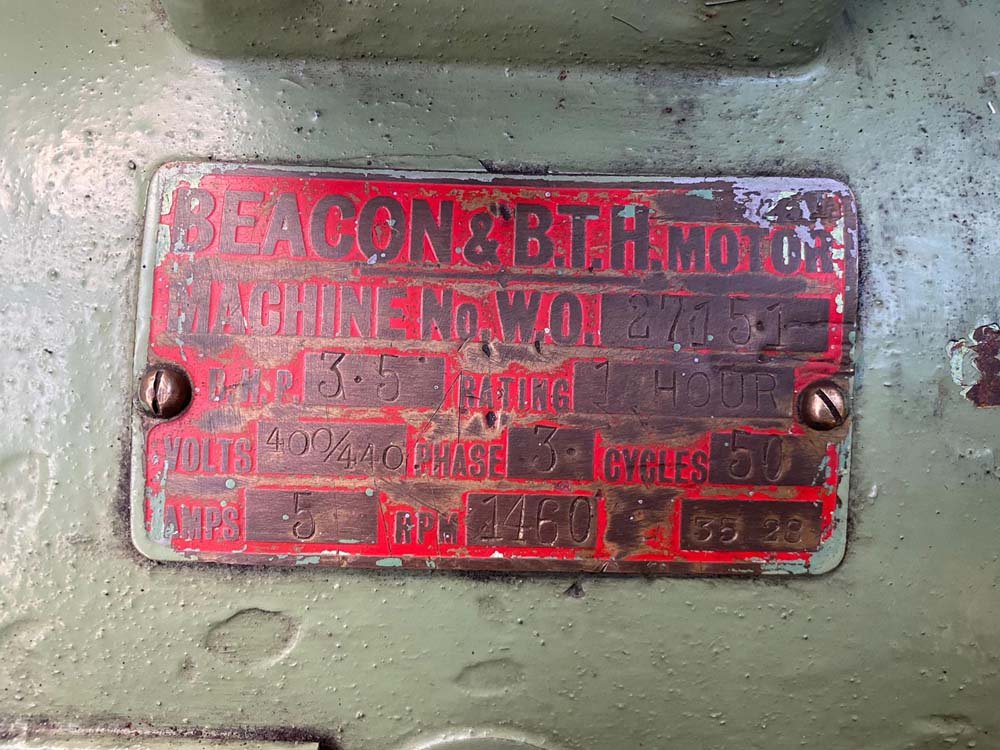 BEACON & B.T.H. MOTOR
MACHINE No. W.O. 27151
B.H.P. 3.5 RATING 1 HOUR
VOLTS 400/440 PHASE 3. CYCLES 50
AMPS 5 RPM 1460 35 28